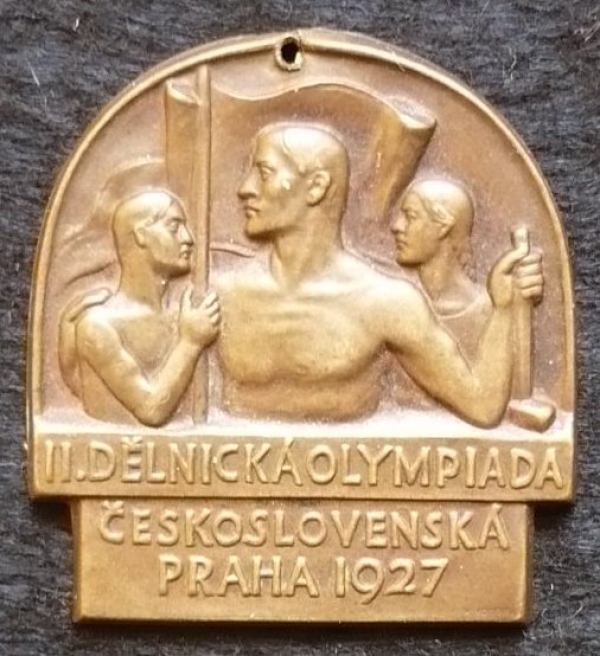 II. DĚLNICKÁ OLYMPIADA
ČESKOSLOVENSKÁ
PRAHA 1927